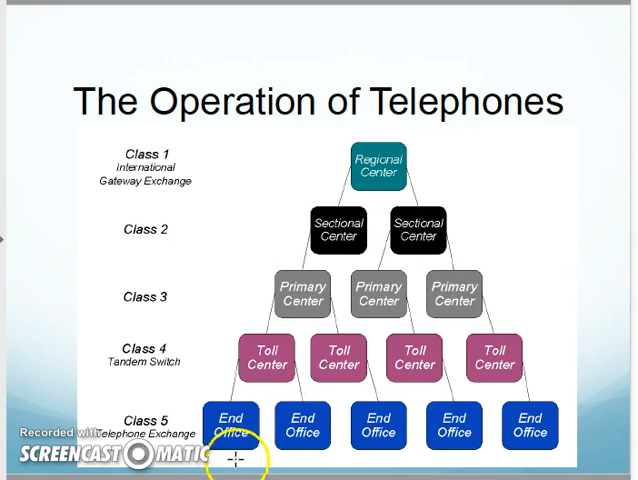 The Operation of Telephones
Class 1
International
Gateway Exchange
Regional
Center
Class 2
Sectional
Center
Sectional
Center
Class 3
Primary
Center
Primary
Center
Primary
Center
Class 4
Tandem Switch
Toll
Center
Toll
Center
Toll
Center
Toll
Center
Class 5
Telephone Exchange
End
Office
End
Office
End
Office
End
Office
End
Office
Recorded with
SCREENCAST MATIC